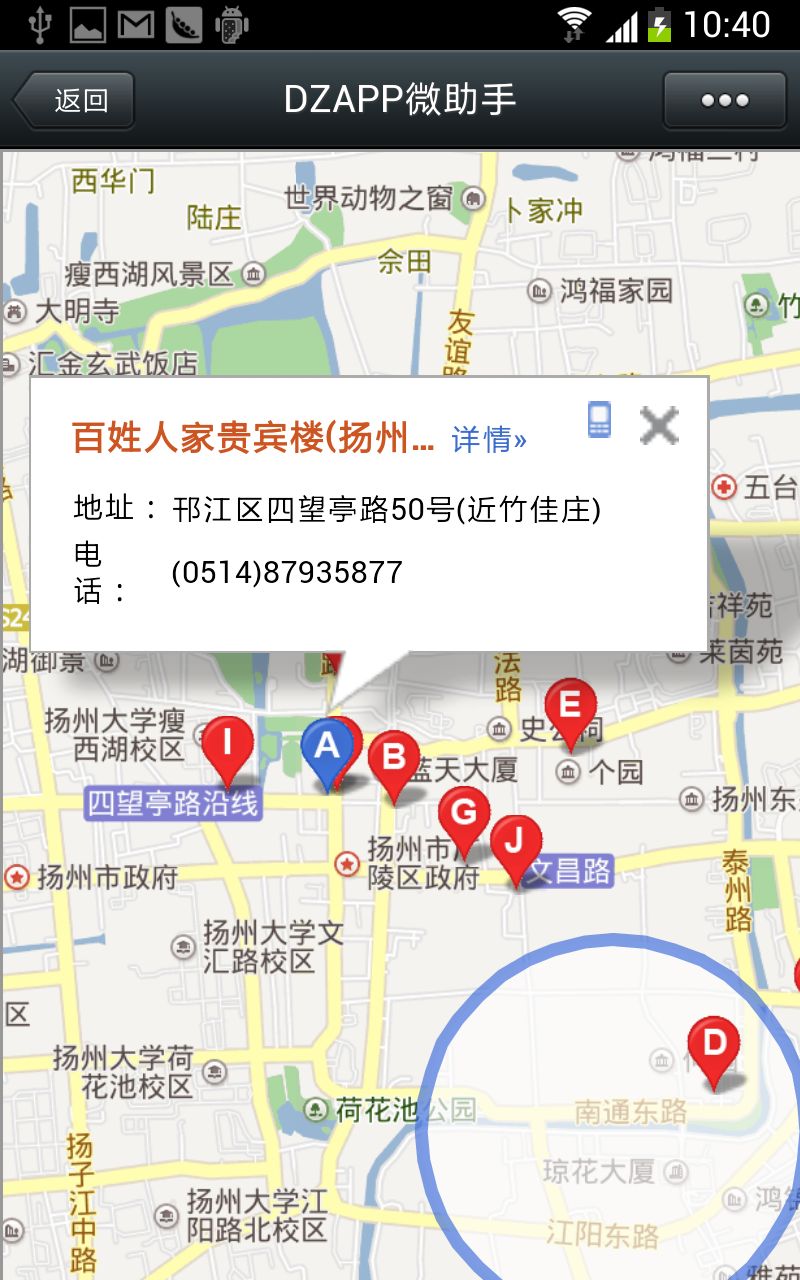 10:40
返回
DZAPP微助手
西华门
陆庄
世界动物之窗
卜家冲
佘田
瘦西湖风景区
鸿福家园
大明寺
竹
友谊路
汇金玄武饭店
百姓人家贵宾楼(扬州... 详情»
地址： 邗江区四望亭路50号(近竹佳庄)
电话： (0514)87935877
五台
S24
吉祥苑
湖御景
莱茵苑
路
法路
E
扬州大学瘦
西湖校区
I
A
B
史公祠
蓝天大厦
个园
四望亭路沿线
G
扬州东
J
扬州市广
陵区政府
文昌路
扬州市政府
泰州路
扬州大学文
汇路校区
区
D
扬州大学荷
花池校区
荷花池公园
南通东路
扬子江中路
琼花大厦
扬州大学江
阳路北校区
江阳东路
雅苑